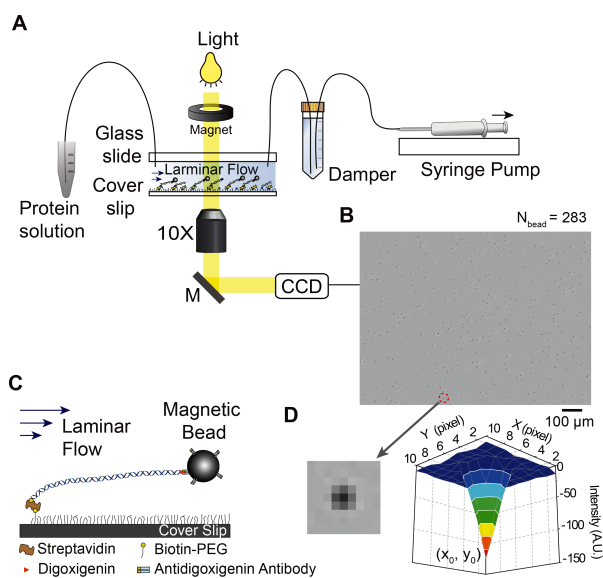 A
Light
Magnet
Glass
slide
Laminar Flow
Cover
slip
Protein
solution
10X
M
CCD
Damper
Syringe Pump
B
N_bead = 283
100 µm
C
Laminar
Flow
Magnetic
Bead
Cover Slip
Streptavidin
Biotin-PEG
Digoxigenin
Antidigoxigenin Antibody
D
Y (pixel)
X (pixel)
10 8 6 4 2
10 8 6 4 2
0
-50
-100
-150
Intensity (A.U.)
(x₀, y₀)